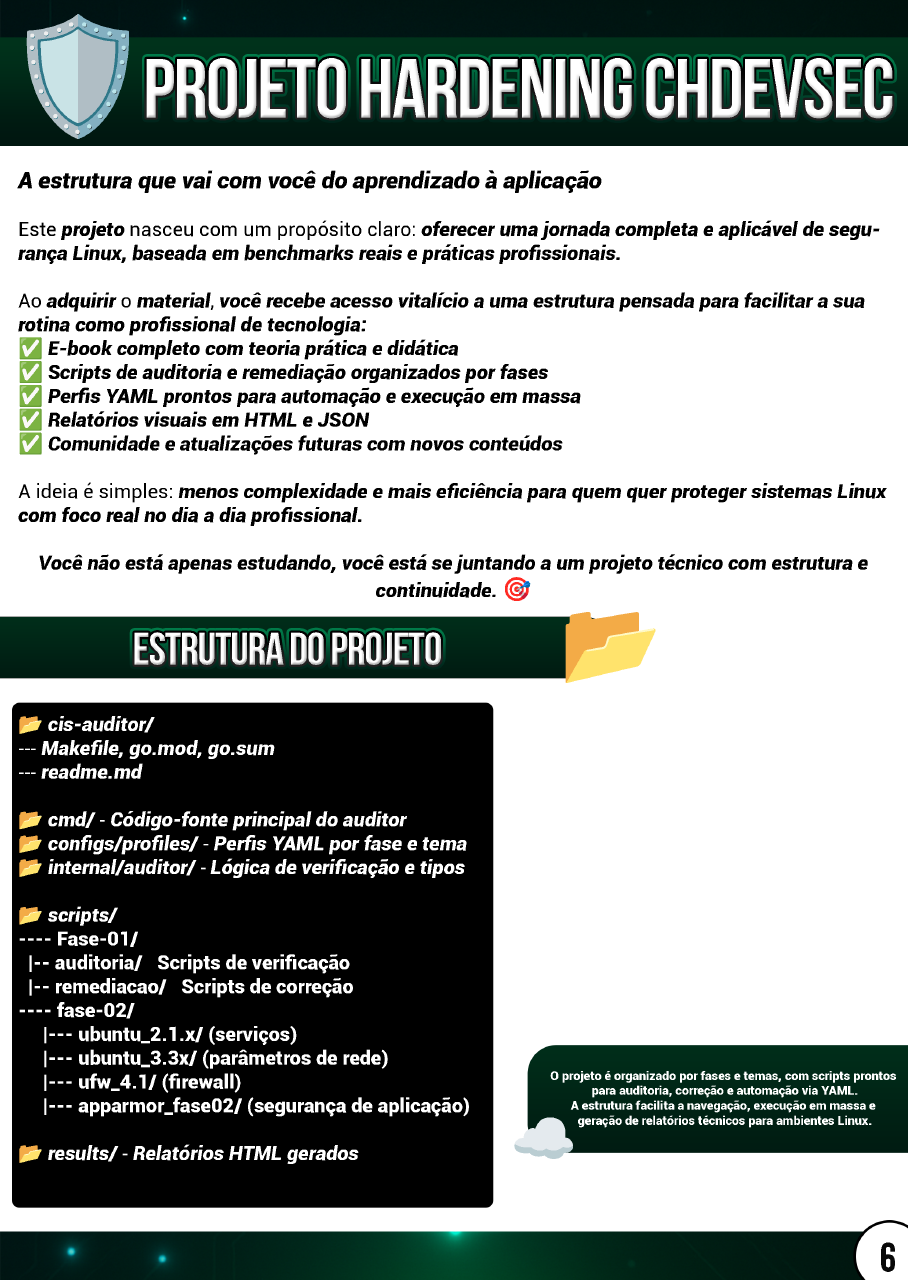 PROJETO HARDENING CHDEVSEC
A estrutura que vai com você do aprendizado à aplicação
Este projeto nasceu com um propósito claro: oferecer uma jornada completa e aplicável de segu-
rança Linux, baseada em benchmarks reais e práticas profissionais.
Ao adquirir o material, você recebe acesso vitalício a uma estrutura pensada para facilitar a sua
rotina como profissional de tecnologia:
✅ E-book completo com teoria prática e didática
✅ Scripts de auditoria e remediação organizados por fases
✅ Perfis YAML prontos para automação e execução em massa
✅ Relatórios visuais em HTML e JSON
✅ Comunidade e atualizações futuras com novos conteúdos
A ideia é simples: menos complexidade e mais eficiência para quem quer proteger sistemas Linux
com foco real no dia a dia profissional.
Você não está apenas estudando, você está se juntando a um projeto técnico com estrutura e
continuidade. 🎯
ESTRUTURA DO PROJETO
📂 cis-auditor/
--- Makefile, go.mod, go.sum
--- readme.md
📂 cmd/ - Código-fonte principal do auditor
📂 configs/profiles/ - Perfis YAML por fase e tema
📂 internal/auditor/ - Lógica de verificação e tipos
📂 scripts/
---- Fase-01/
|-- auditoria/ Scripts de verificação
|-- remediacao/ Scripts de correção
---- fase-02/
|--- ubuntu_2.1.x/ (serviços)
|--- ubuntu_3.3x/ (parâmetros de rede)
|--- ufw_4.1/ (firewall)
|--- apparmor_fase02/ (segurança de aplicação)
📂 results/ - Relatórios HTML gerados
O projeto é organizado por fases e temas, com scripts prontos
para auditoria, correção e automação via YAML.
A estrutura facilita a navegação, execução em massa e
geração de relatórios técnicos para ambientes Linux.
6